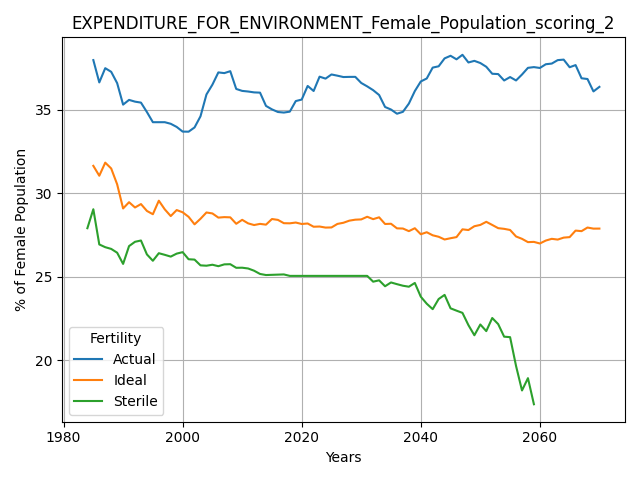 EXPENDITURE_FOR_ENVIRONMENT_Female_Population_scoring_2
% of Female Population
35
30
25
20
Fertility
Actual
Ideal
Sterile
1980 2000 2020 2040 2060
Years